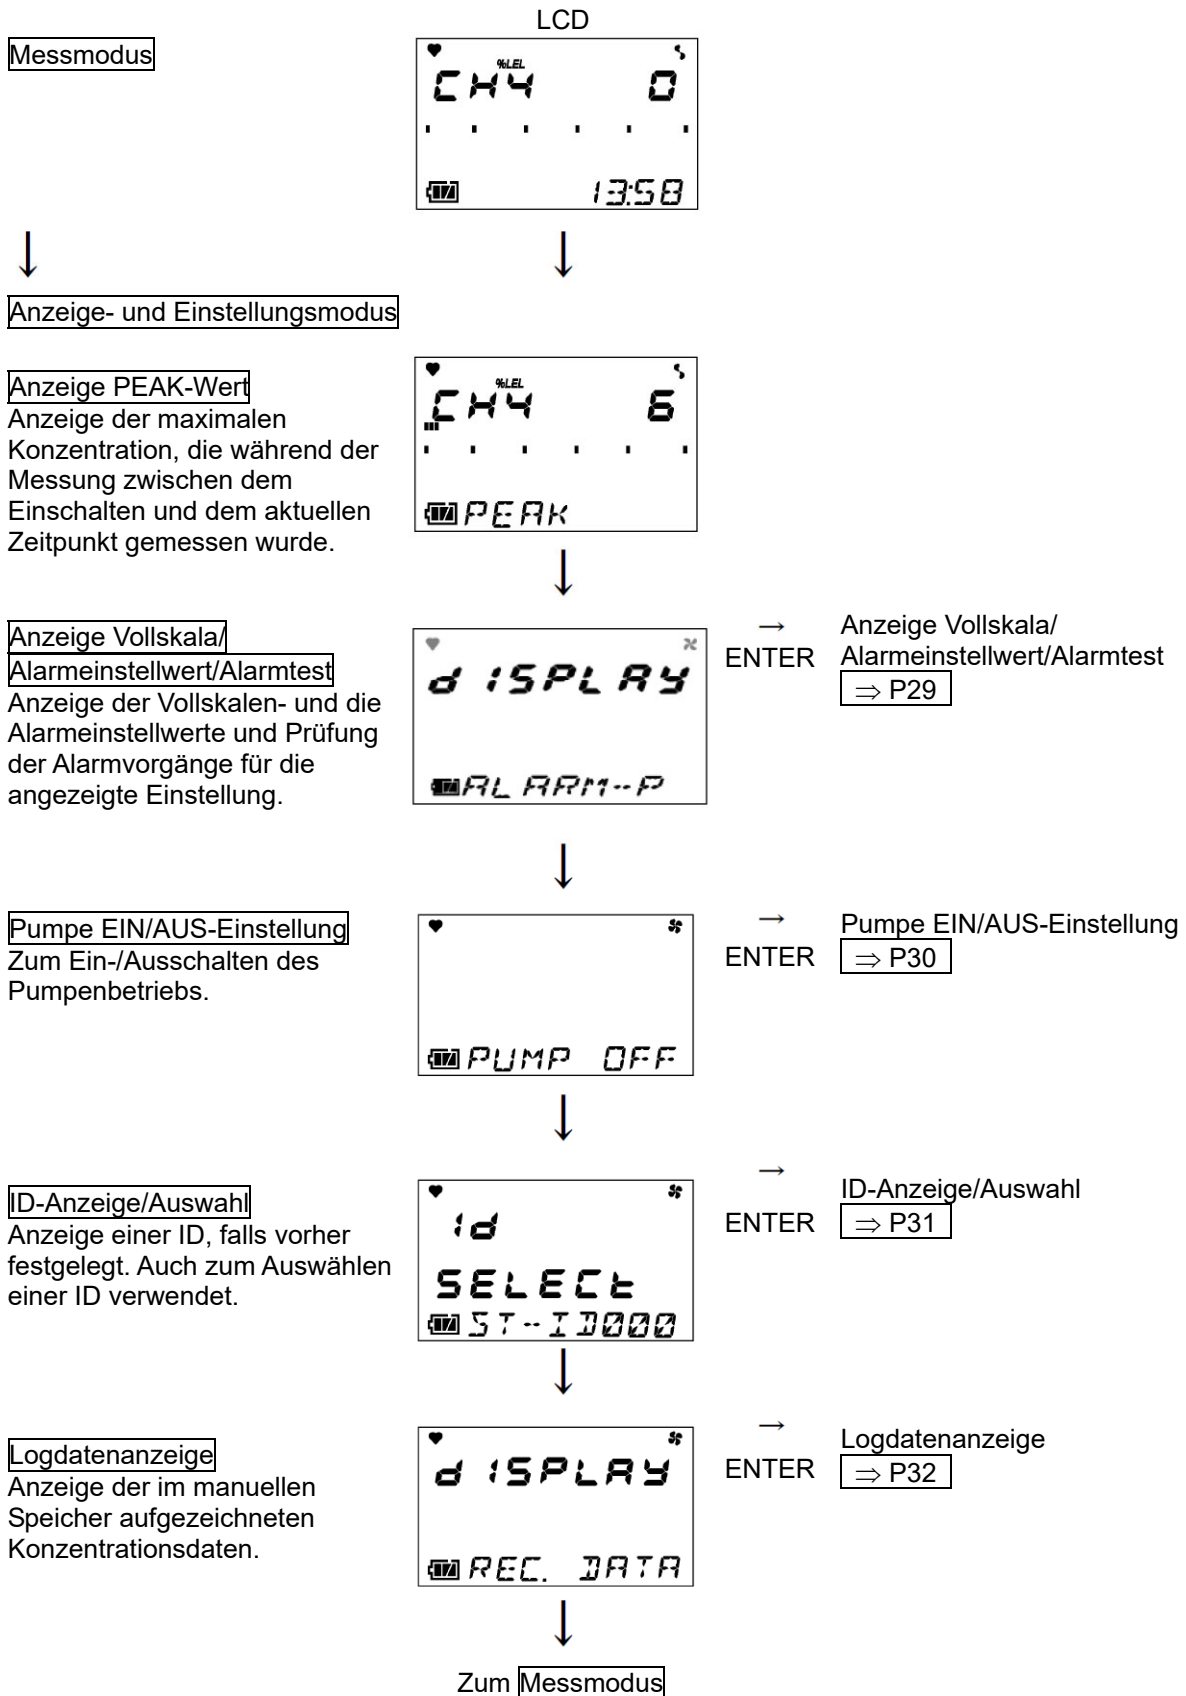 LCD
Messmodus
%LEL
CH4 0
13:58
Anzeige- und Einstellungsmodus
Anzeige PEAK-Wert
Anzeige der maximalen
Konzentration, die während der
Messung zwischen dem
Einschalten und dem aktuellen
Zeitpunkt gemessen wurde.
%LEL
CH4 6
PEAK
Anzeige Vollskala/
Alarmeinstellwert/Alarmtest
Anzeige der Vollskalen- und die
Alarmeinstellwerte und Prüfung
der Alarmvorgänge für die
angezeigte Einstellung.
dISPLAY
ALARM--P
→
ENTER
Anzeige Vollskala/
Alarmeinstellwert/Alarmtest
⇒ P29
Pumpe EIN/AUS-Einstellung
Zum Ein-/Ausschalten des
Pumpenbetriebs.
PUMP OFF
→
ENTER
Pumpe EIN/AUS-Einstellung
⇒ P30
ID-Anzeige/Auswahl
Anzeige einer ID, falls vorher
festgelegt. Auch zum Auswählen
einer ID verwendet.
Id
SELECt
ST--ID000
→
ENTER
ID-Anzeige/Auswahl
⇒ P31
Logdatenanzeige
Anzeige der im manuellen
Speicher aufgezeichneten
Konzentrationsdaten.
dISPLAY
REC. DATA
→
ENTER
Logdatenanzeige
⇒ P32
Zum Messmodus